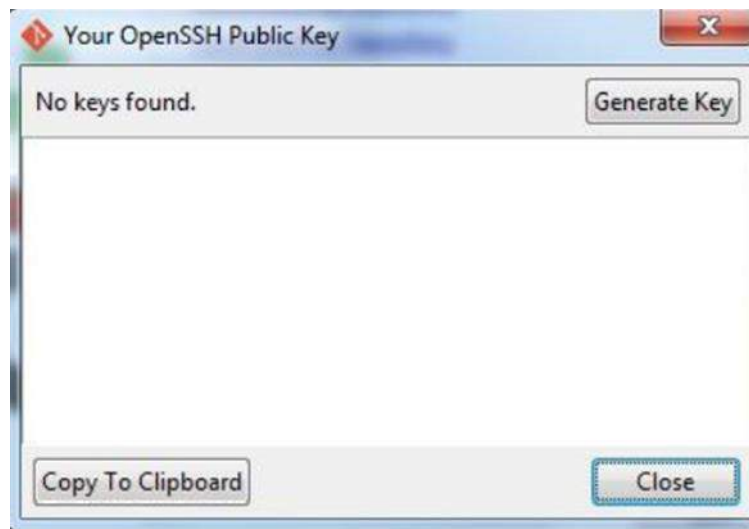 Your OpenSSH Public Key
No keys found.
Generate Key
Copy To Clipboard
Close